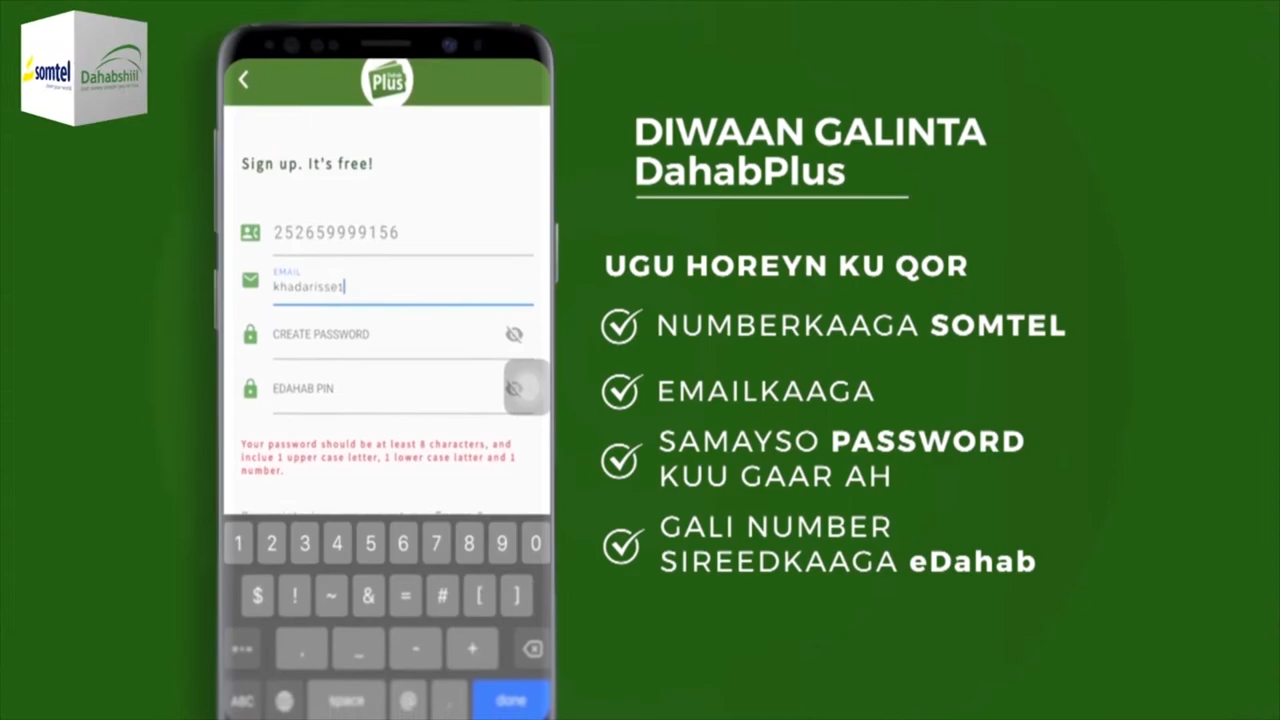 somtel
Dahabshiil
Dahab
Plus
Sign up. It's free!
252659999156
EMAIL
khadarisse1
CREATE PASSWORD
EDAHAB PIN
Your password should be at least 8 characters, and
inclue 1 upper case letter, 1 lower case latter and 1
number.
1 2 3 4 5 6 7 8 9 0
$ ! ~ & = # [ ]
, _ - +
ABC space @ . done
DIWAAN GALINTA
DahabPlus
UGU HOREYN KU QOR
NUMBERKAAGA SOMTEL
EMAILKAAGA
SAMAYSO PASSWORD
KUU GAAR AH
GALI NUMBER
SIREEDKAAGA eDahab